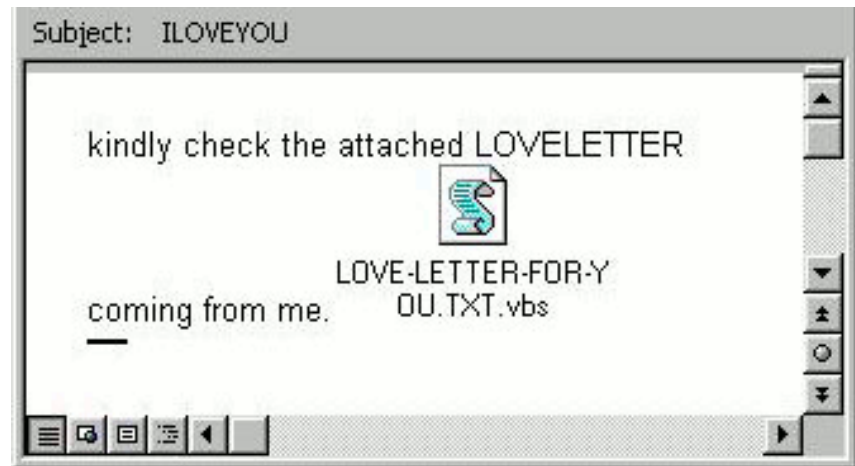 Subject: ILOVEYOU
kindly check the attached LOVELETTER
LOVE-LETTER-FOR-Y
OU.TXT.vbs
coming from me.